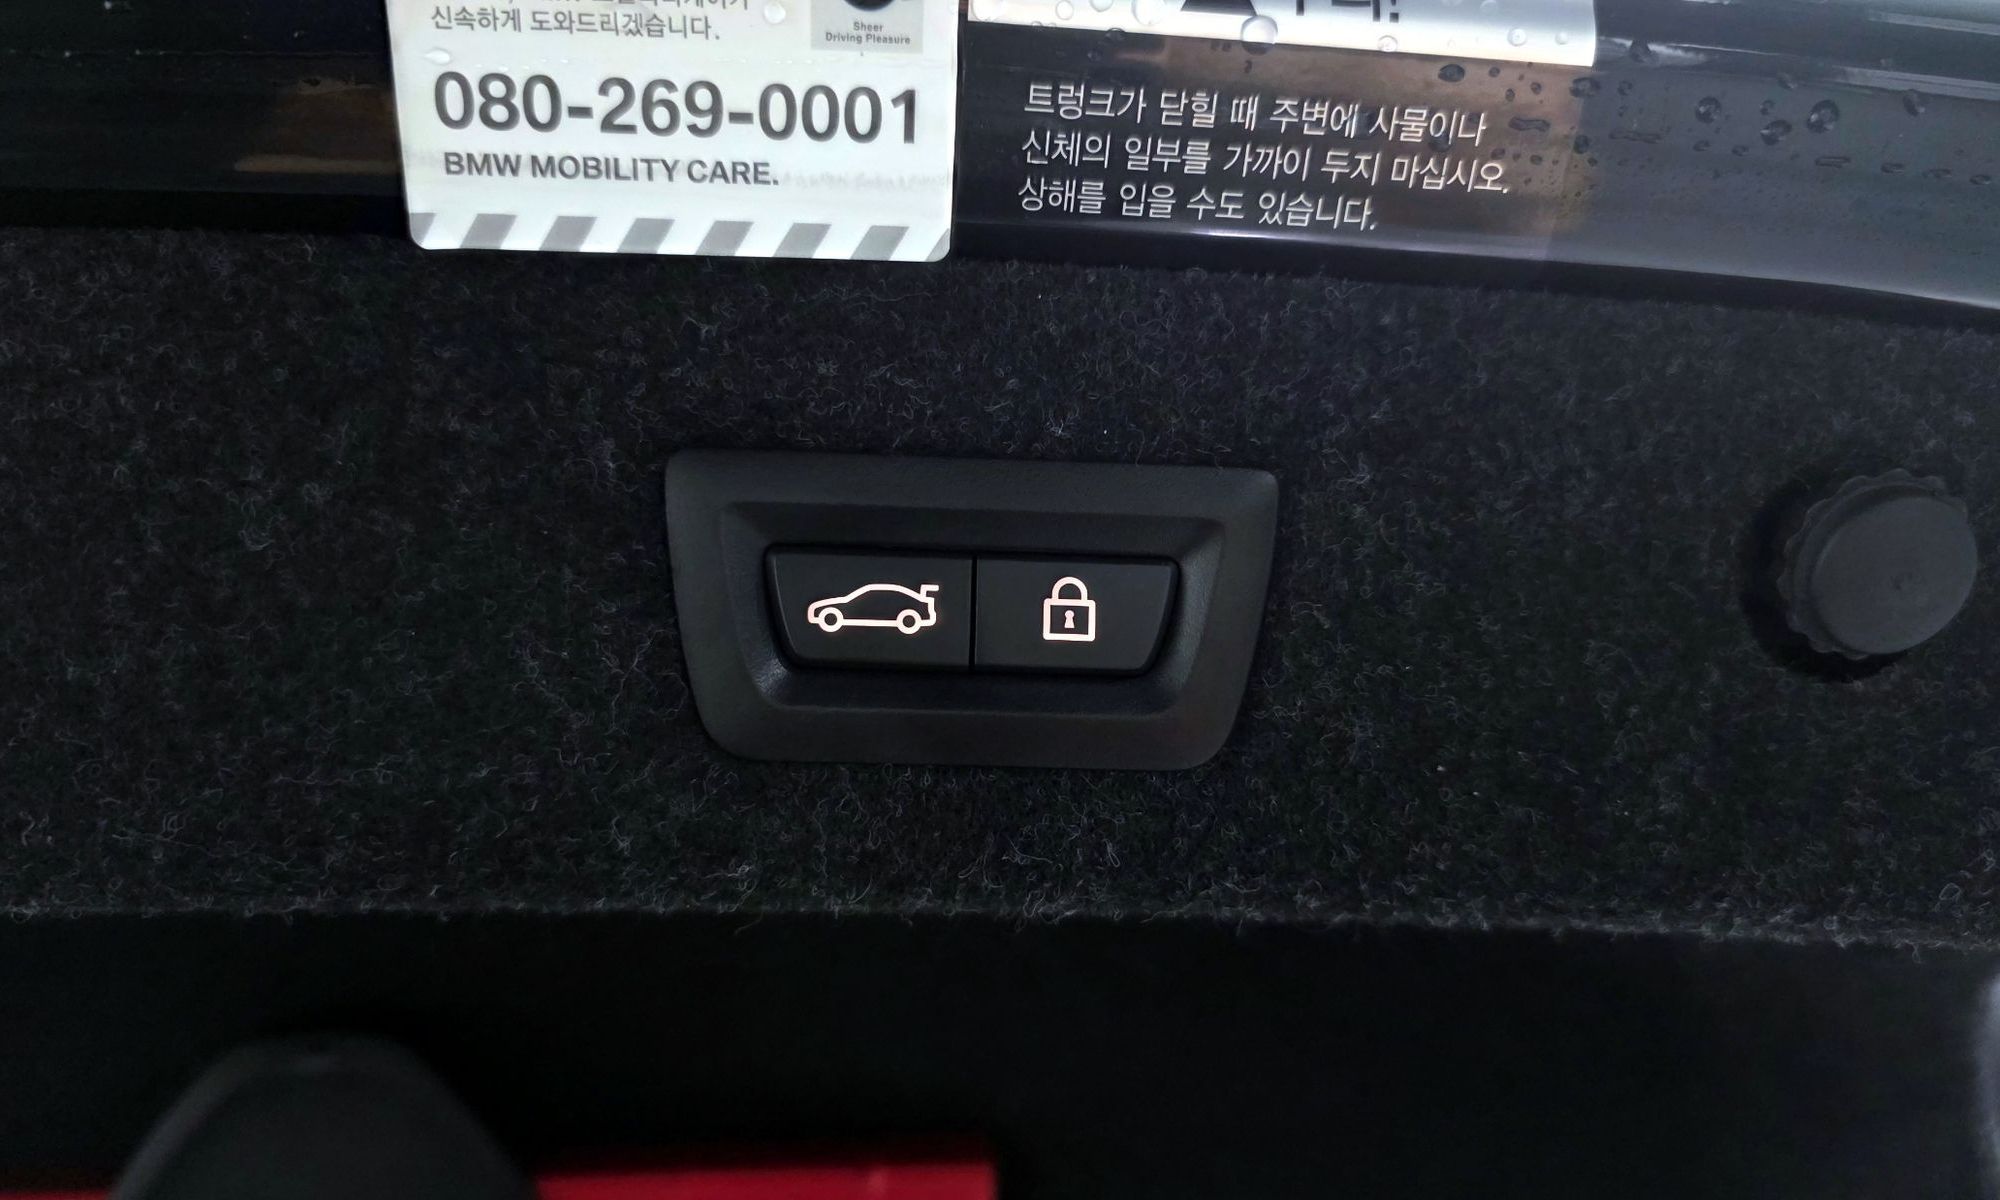 신속하게 도와드리겠습니다.
Sheer
Driving Pleasure
080-269-0001
BMW MOBILITY CARE.
트렁크가 닫힐 때 주변에 사물이나
신체의 일부를 가까이 두지 마십시오.
상해를 입을 수도 있습니다.